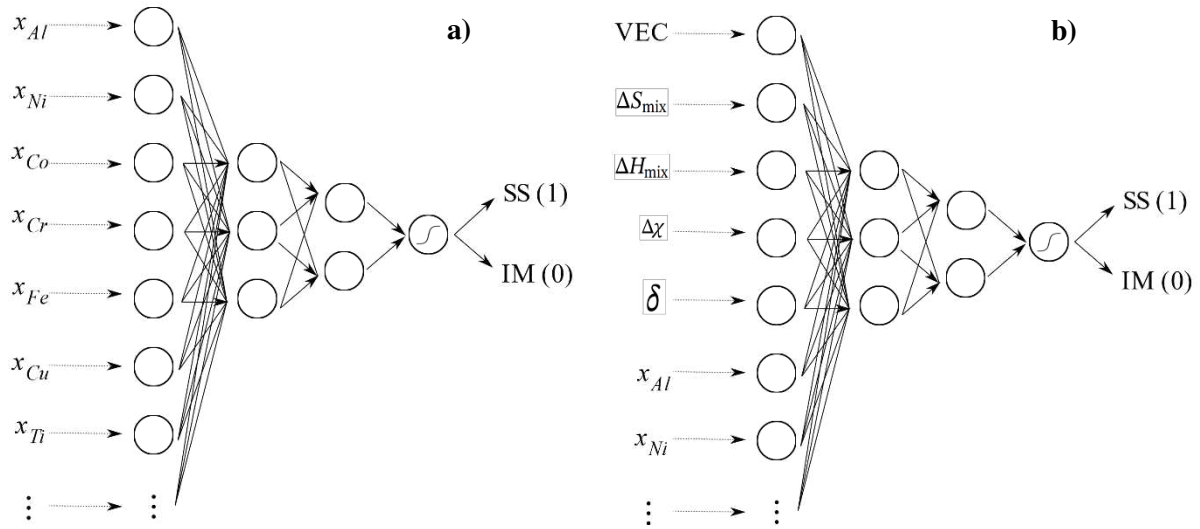 a)
x_Al
x_Ni
x_Co
x_Cr
x_Fe
x_Cu
x_Ti
⋮ ⋮
SS (1)
IM (0)
b)
VEC
ΔS_mix
ΔH_mix
Δχ
δ
x_Al
x_Ni
⋮ ⋮
SS (1)
IM (0)